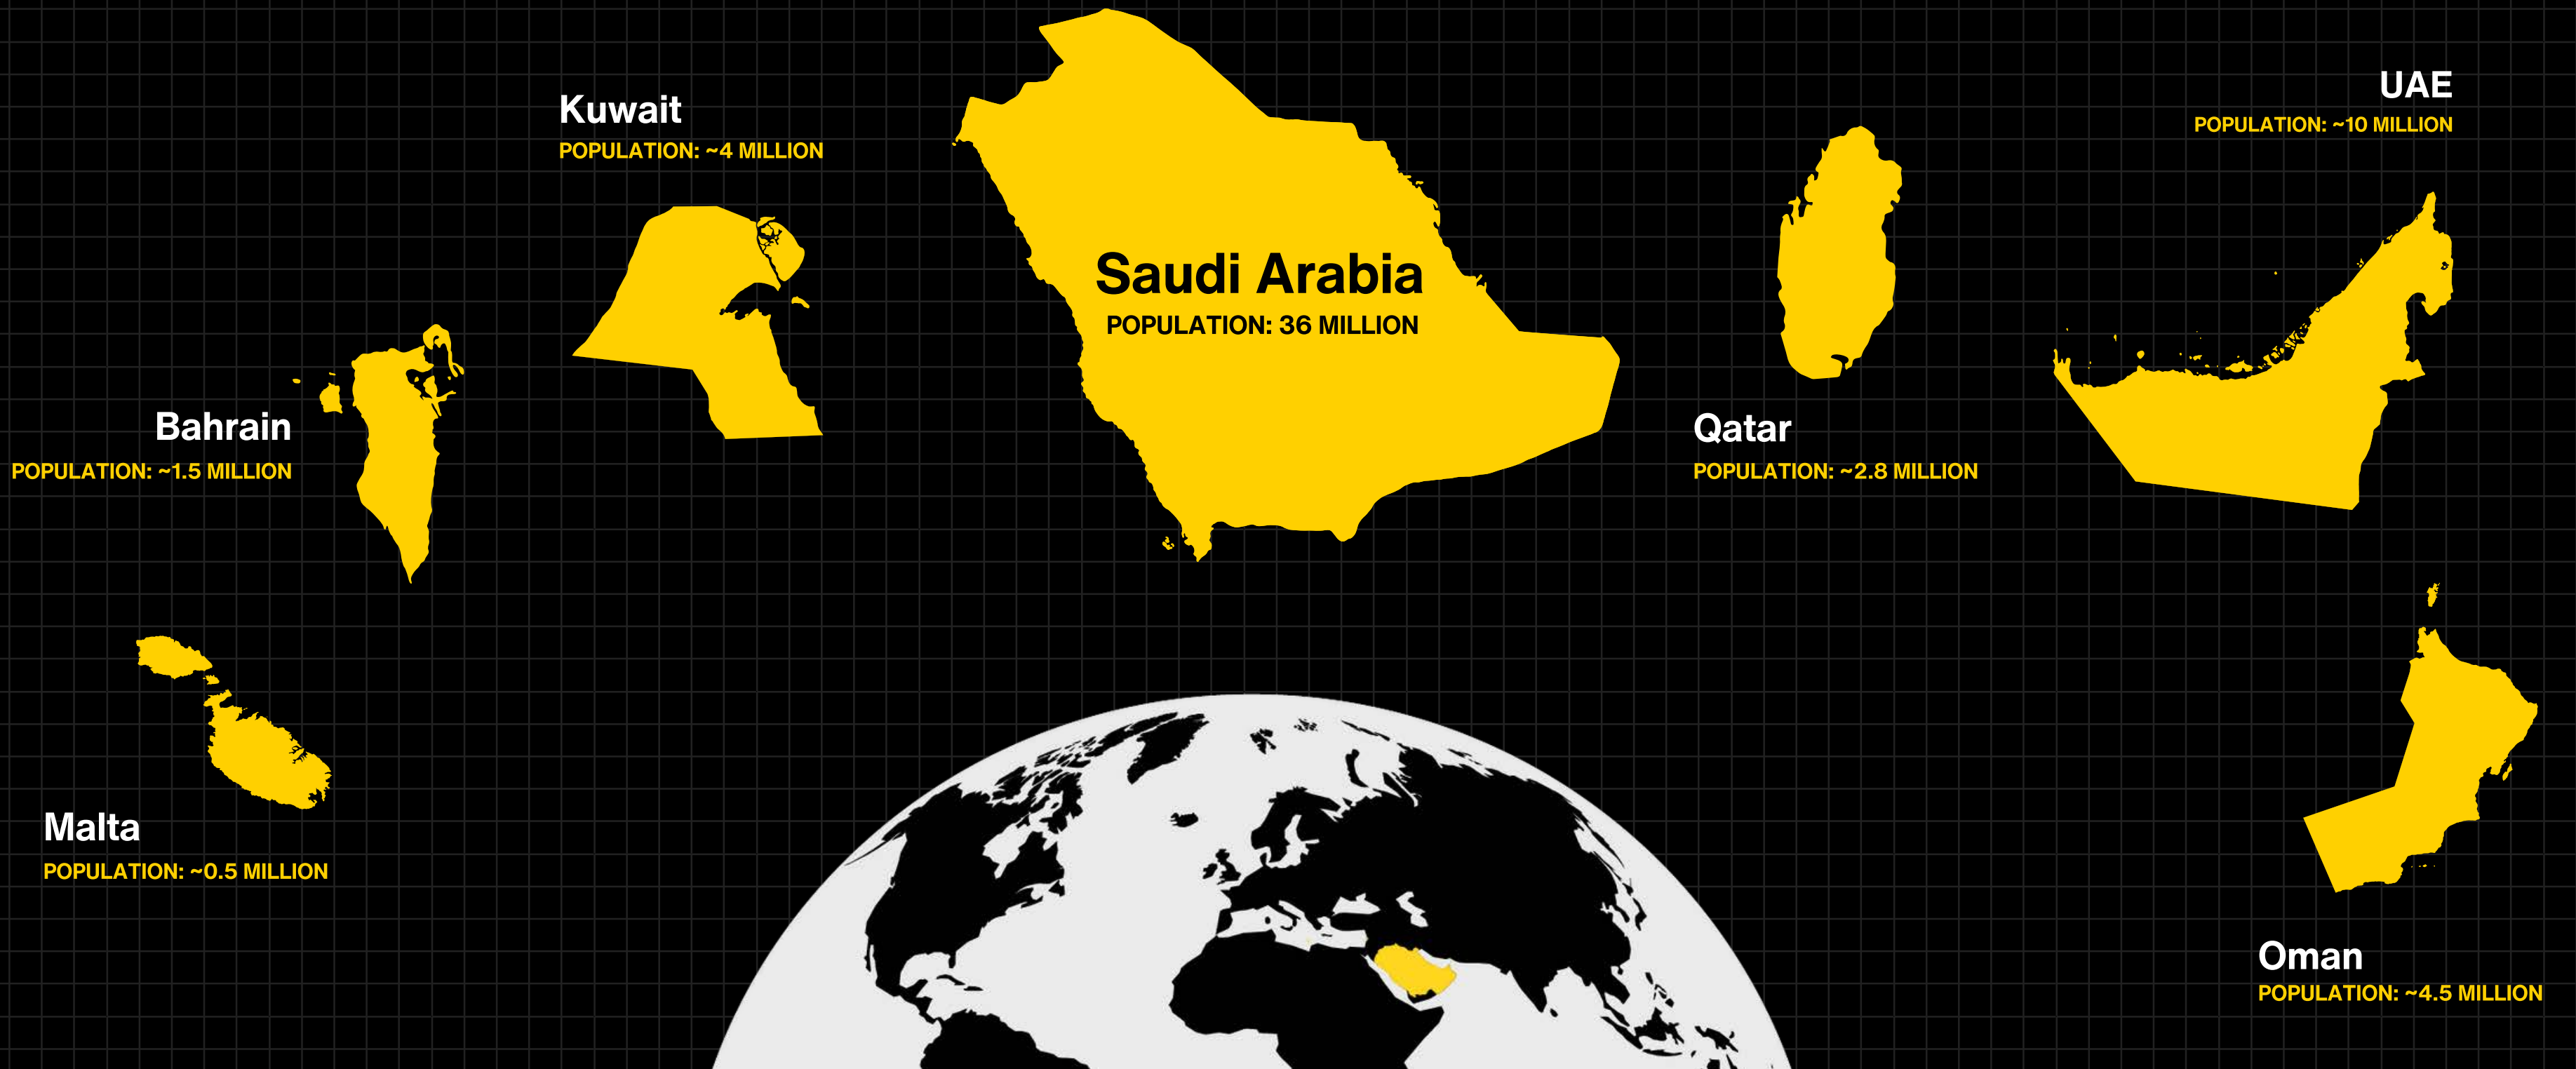 UAE
POPULATION: ~10 MILLION
Kuwait
POPULATION: ~4 MILLION
Saudi Arabia
POPULATION: 36 MILLION
Bahrain
POPULATION: ~1.5 MILLION
Qatar
POPULATION: ~2.8 MILLION
Malta
POPULATION: ~0.5 MILLION
Oman
POPULATION: ~4.5 MILLION